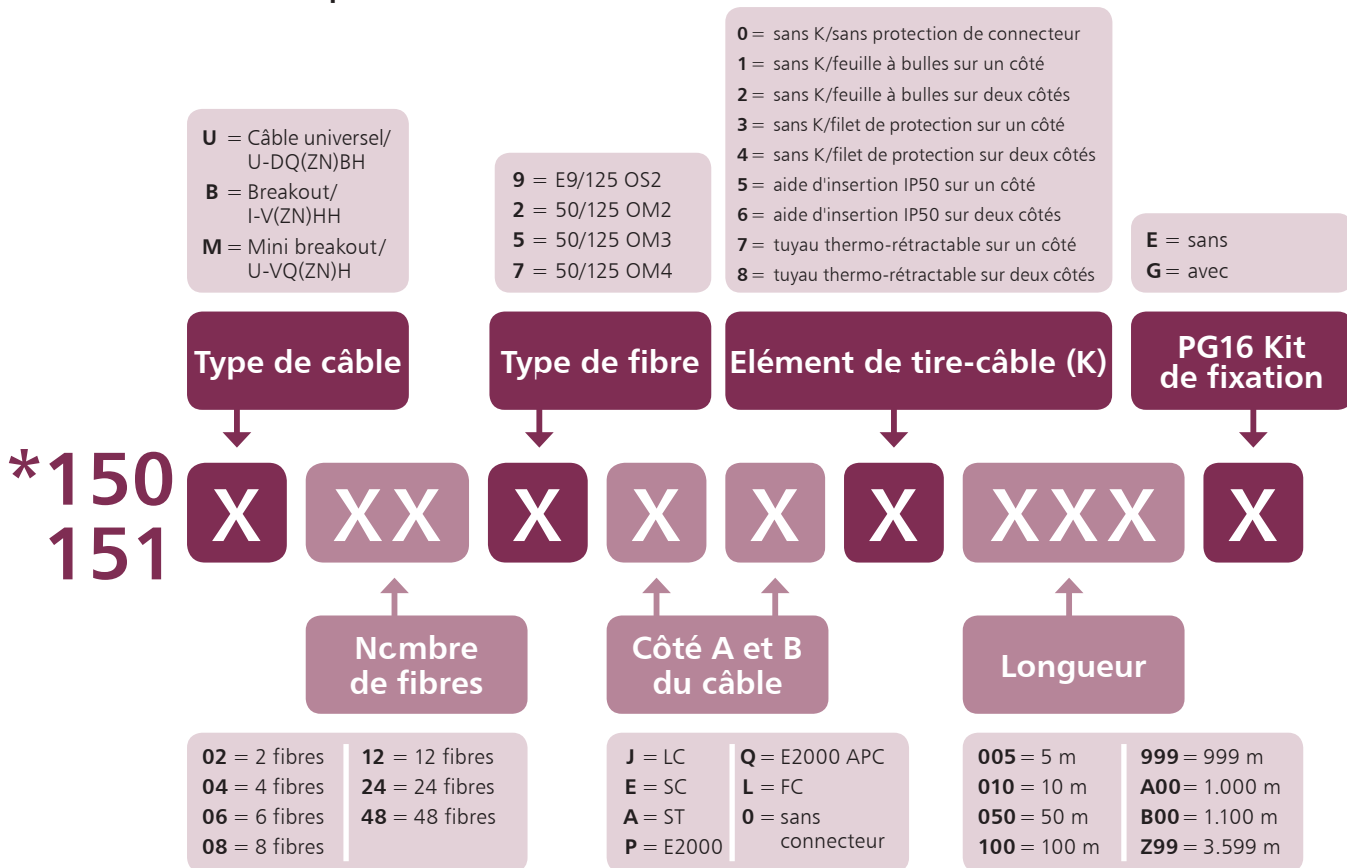 U = Câble universel/
U-DQ(ZN)BH
B = Breakout/
I-V(ZN)HH
M = Mini breakout/
U-VQ(ZN)H
9 = E9/125 OS2
2 = 50/125 OM2
5 = 50/125 OM3
7 = 50/125 OM4
0 = sans K/sans protection de connecteur
1 = sans K/feuille à bulles sur un côté
2 = sans K/feuille à bulles sur deux côtés
3 = sans K/filet de protection sur un côté
4 = sans K/filet de protection sur deux côtés
5 = aide d'insertion IP50 sur un côté
6 = aide d'insertion IP50 sur deux côtés
7 = tuyau thermo-rétractable sur un côté
8 = tuyau thermo-rétractable sur deux côtés
E = sans
G = avec
Type de câble
Type de fibre
Elément de tire-câble (K)
PG16 Kit
de fixation
*150
151
X XX X X X X XXX X
Ncmbre
de fibres
Côté A et B
du câble
Longueur
02 = 2 fibres
04 = 4 fibres
06 = 6 fibres
08 = 8 fibres
12 = 12 fibres
24 = 24 fibres
48 = 48 fibres
J = LC
E = SC
A = ST
P = E2000
Q = E2000 APC
L = FC
0 = sans
connecteur
005 = 5 m
010 = 10 m
050 = 50 m
100 = 100 m
999 = 999 m
A00 = 1.000 m
B00 = 1.100 m
Z99 = 3.599 m